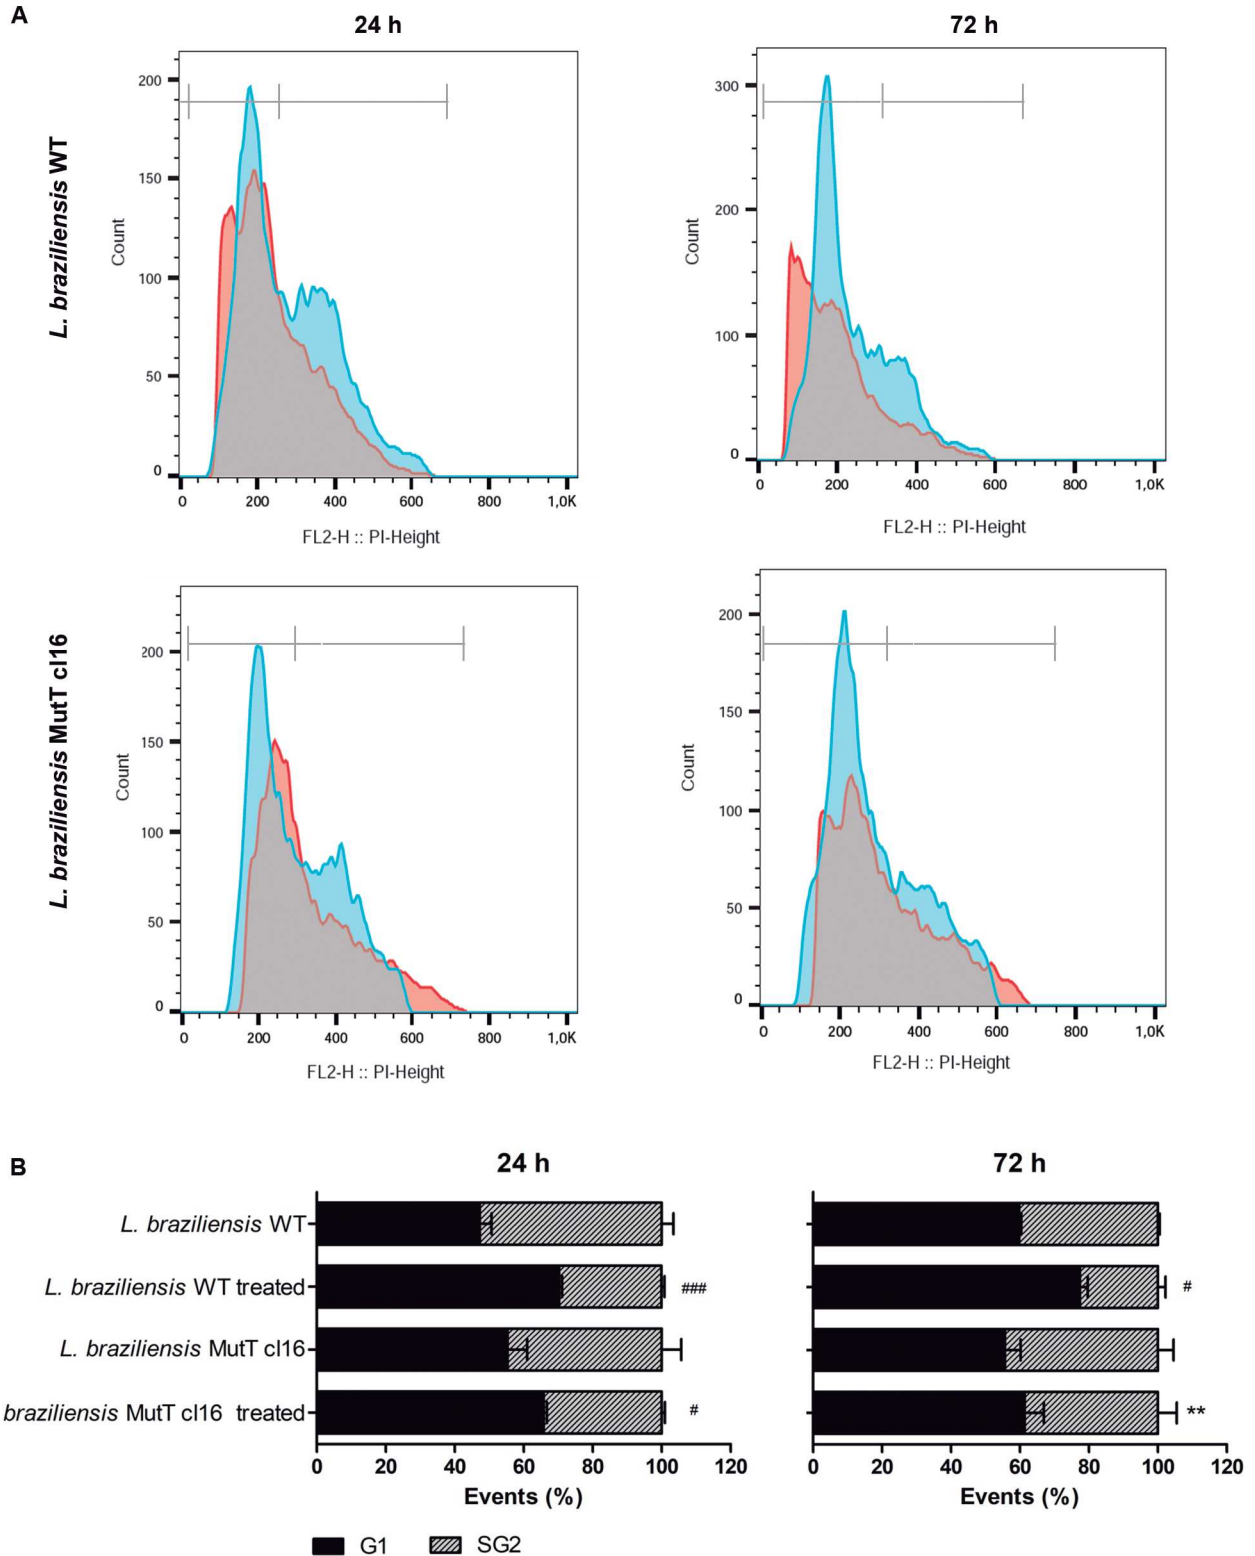 A
24 h
72 h
L. braziliensis WT
200
150
100
50
0
Count
0 200 400 600 800 1,0K
FL2-H :: PI-Height
300
200
100
0
Count
0 200 400 600 800 1,0K
FL2-H :: PI-Height
L. braziliensis MutT cl16
200
150
100
50
0
Count
0 200 400 600 800 1,0K
FL2-H :: PI-Height
200
150
100
50
0
Count
0 200 400 600 800 1,0K
FL2-H :: PI-Height
B
24 h
72 h
L. braziliensis WT
L. braziliensis WT treated
###
#
L. braziliensis MutT cl16
braziliensis MutT cl16 treated
#
**
0 20 40 60 80 100 120
0 20 40 60 80 100 120
Events (%)
Events (%)
G1
SG2